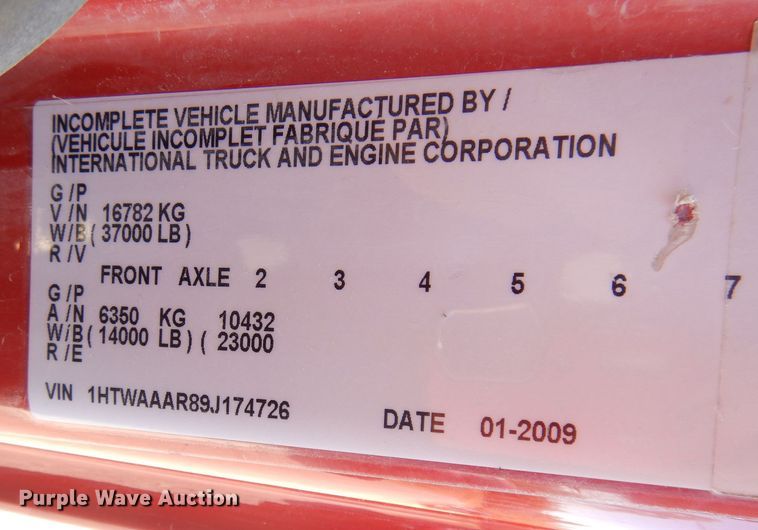 INCOMPLETE VEHICLE MANUFACTURED BY /
(VEHICULE INCOMPLET FABRIQUE PAR)
INTERNATIONAL TRUCK AND ENGINE CORPORATION
G /P
V / N 16782 KG
W/B ( 37000 LB )
R / V
FRONT AXLE 2 3 4 5 6 7
G / P
A / N 6350 KG 10432
W/B ( 14000 LB) ( 23000
R / E
VIN 1HTWAAAR89J174726
DATE 01-2009
Purple Wave Auction